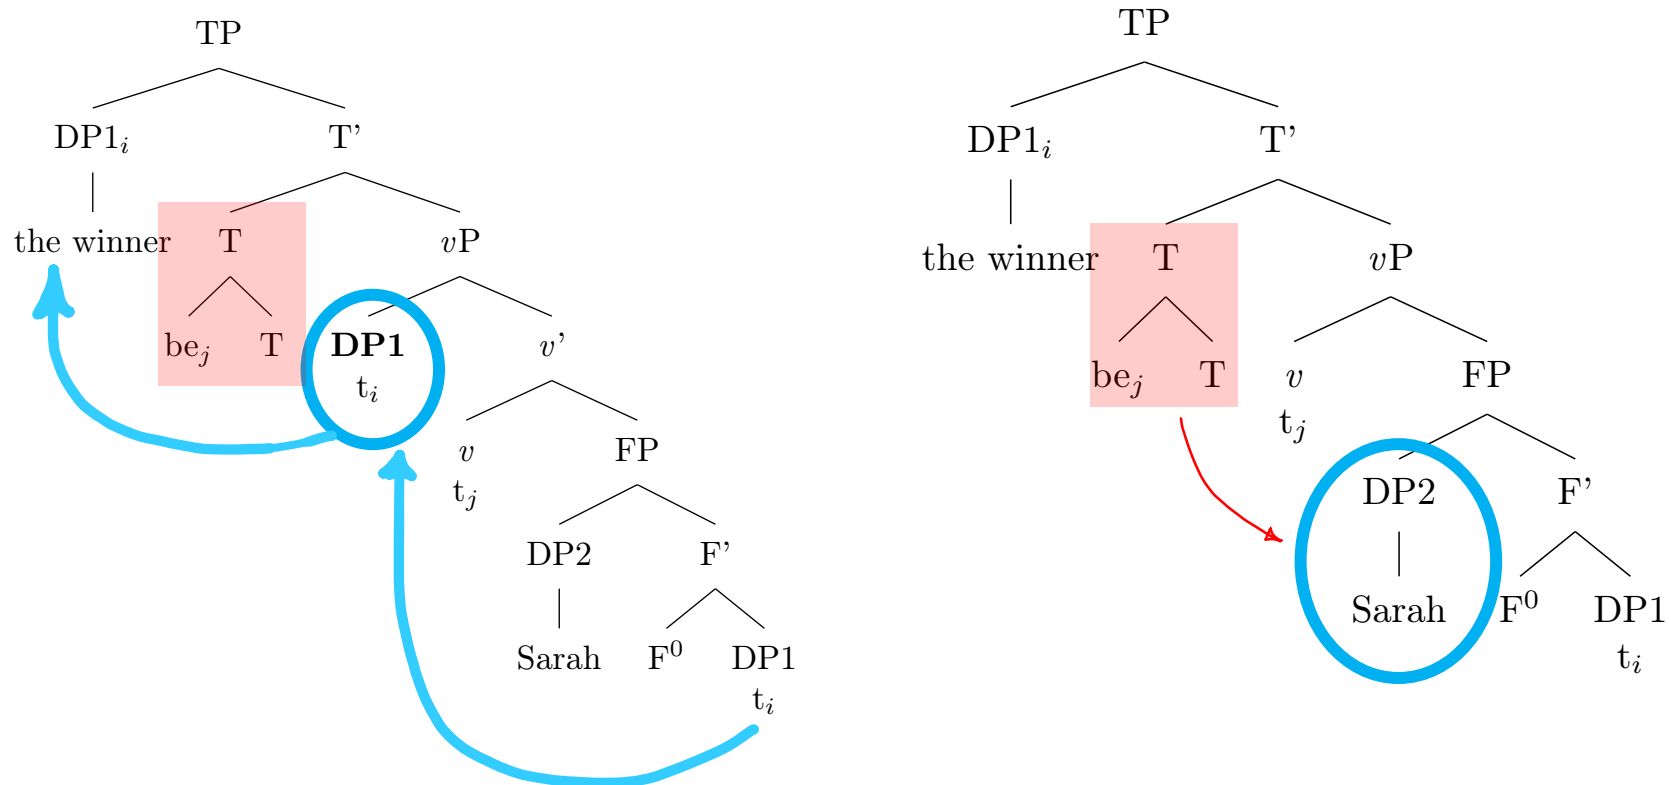 TP
DP1i T’
the winner T vP
bej T DP1 v’
ti
v FP
tj
DP2 F’
Sarah F0 DP1
ti
TP
DP1i T’
the winner T vP
bej T v FP
tj
DP2 F’
Sarah F0 DP1
ti